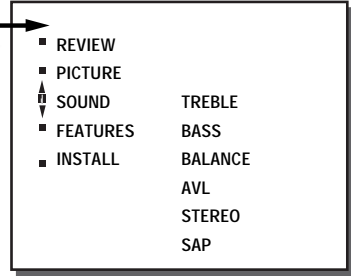 REVIEW
PICTURE
SOUND TREBLE
FEATURES BASS
INSTALL BALANCE
AVL
STEREO
SAP